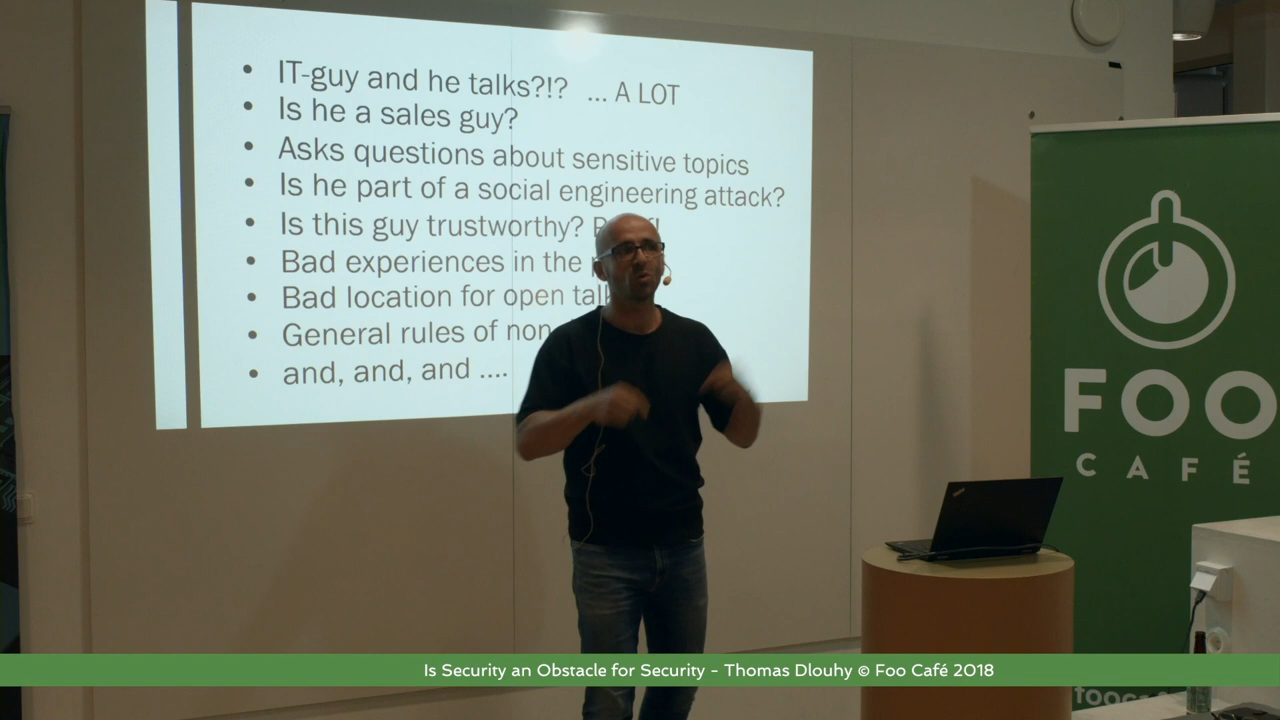 • IT-guy and he talks?!? ... A LOT
• Is he a sales guy?
• Asks questions about sensitive topics
• Is he part of a social engineering attack?
• Is this guy trustworthy?
• Bad experiences in the
• Bad location for open
• General rules of
• and, and, and ....
FOO
CAFÉ
Is Security an Obstacle for Security - Thomas Dlouhy © Foo Café 2018